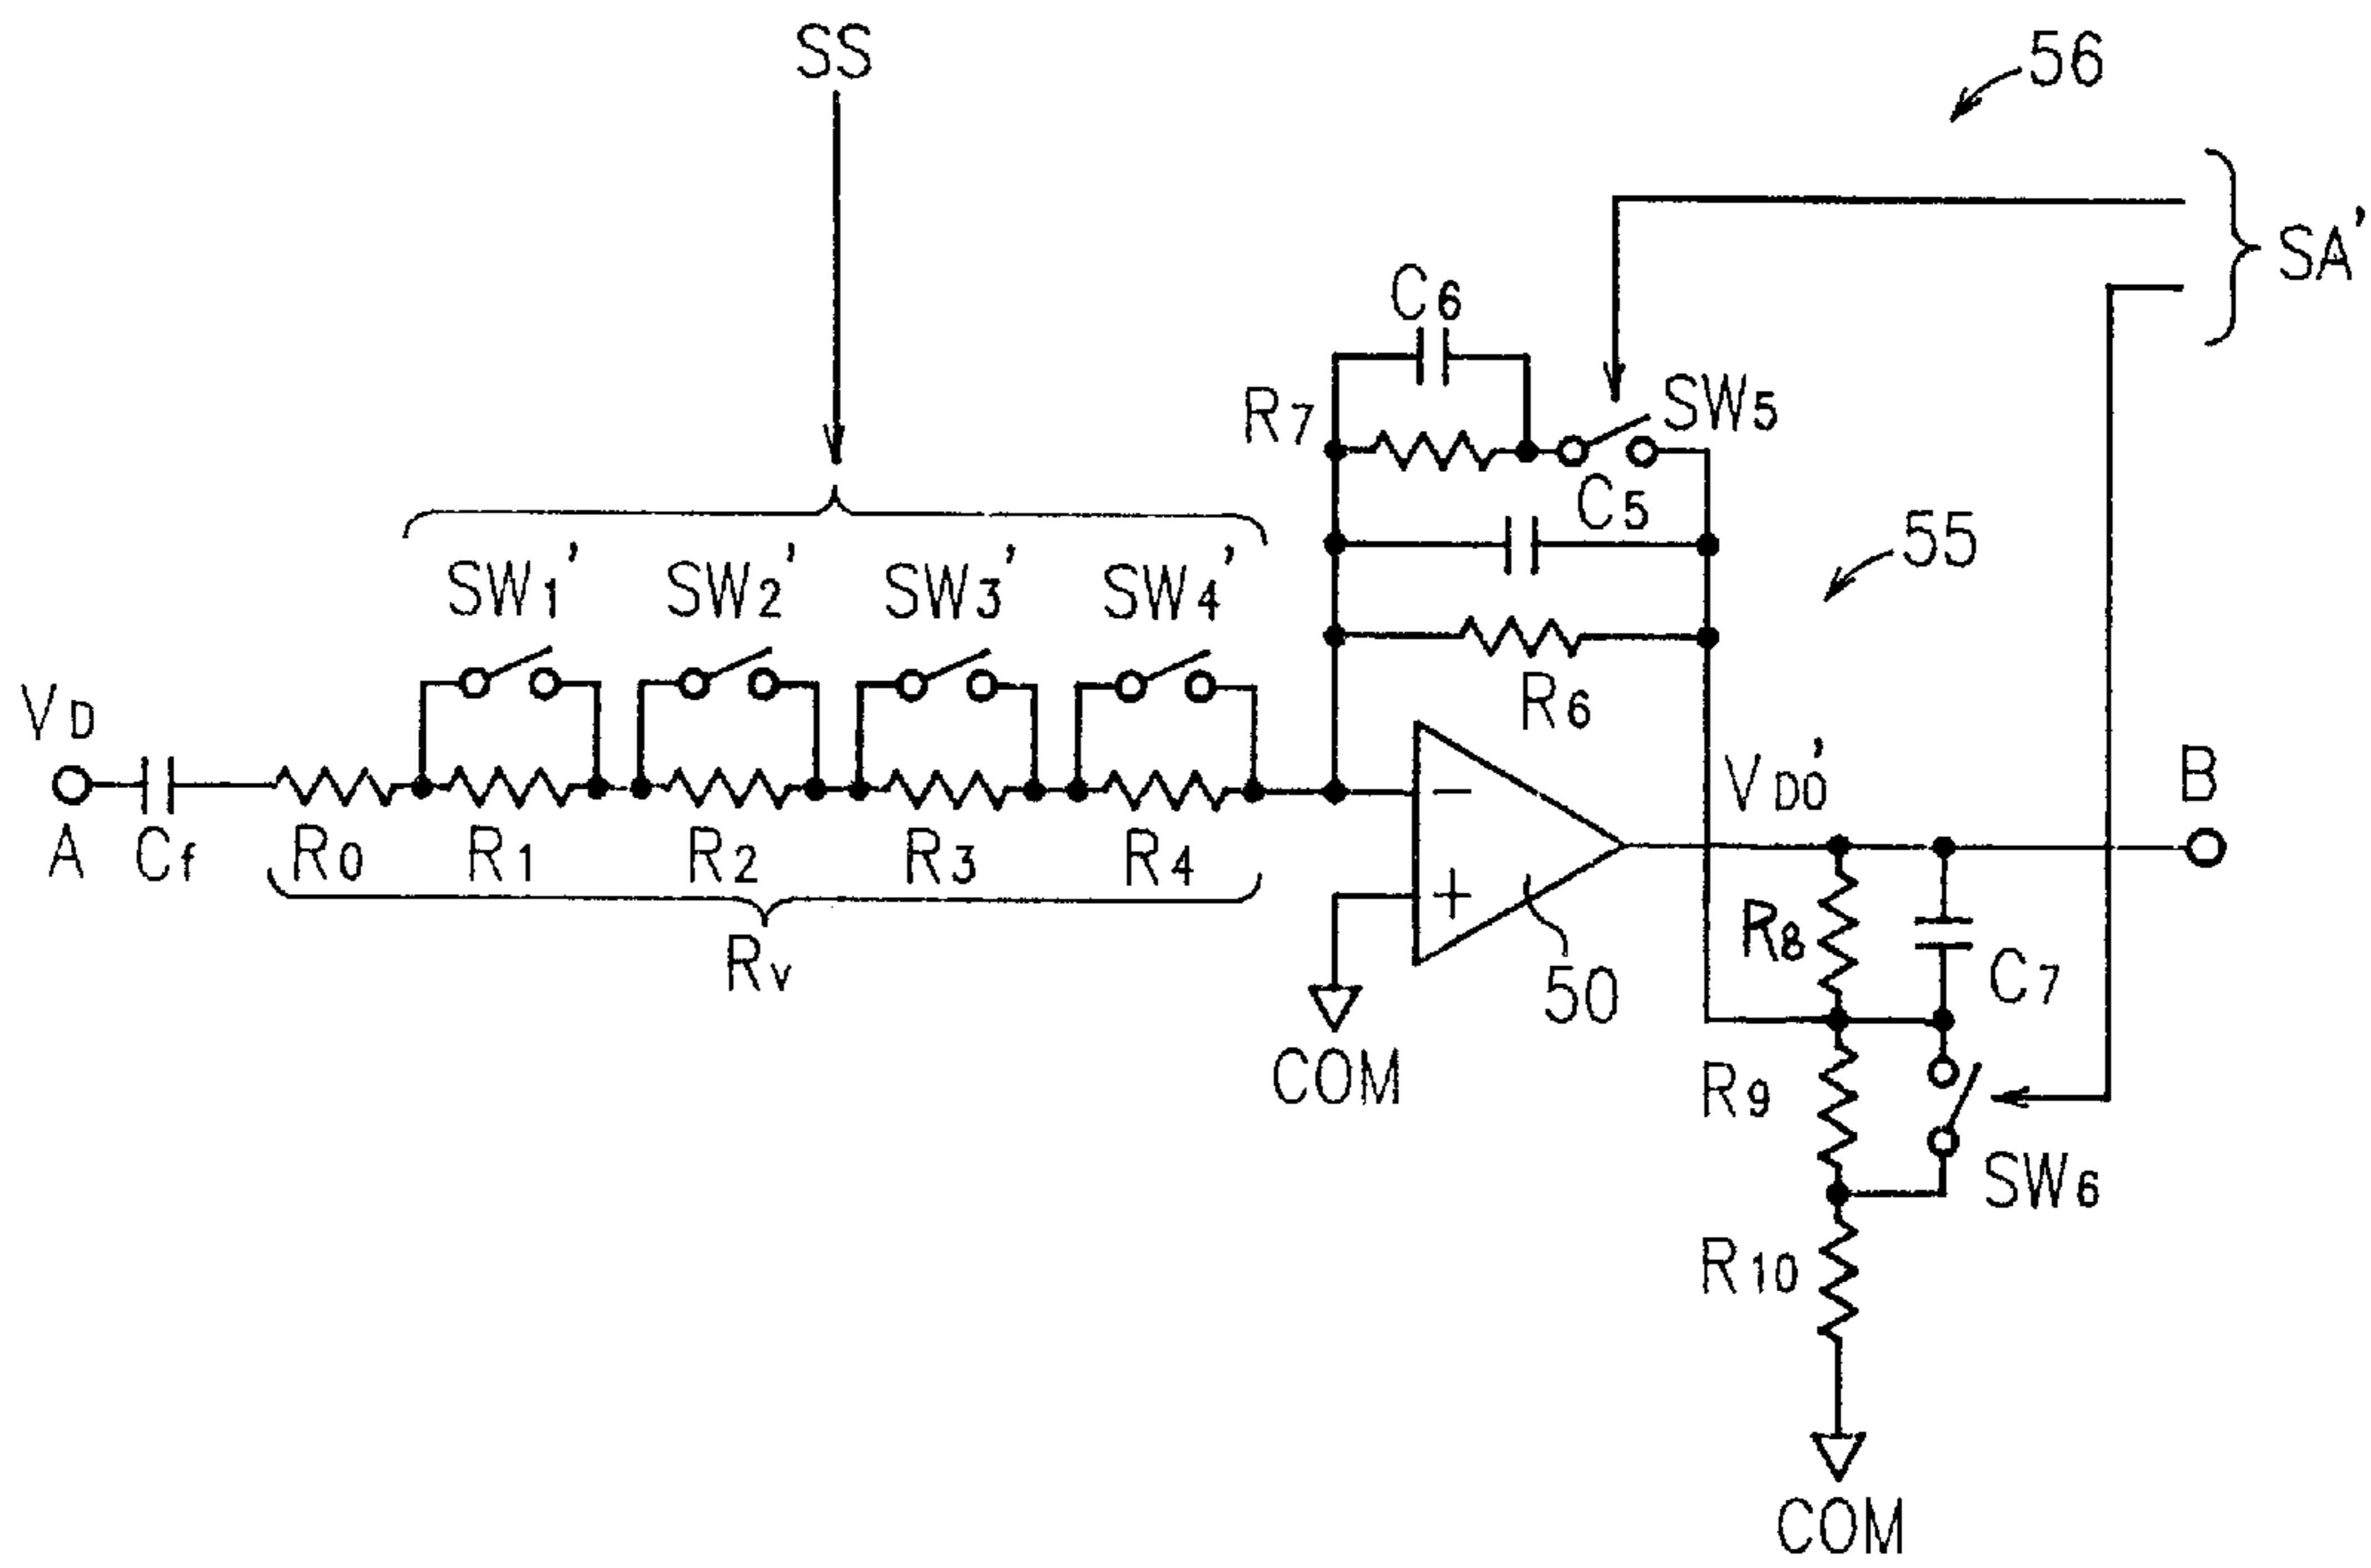 SS
56
SA'
C6
R7
SW5
C5
55
SW1' SW2' SW3' SW4'
R6
VD
VDO'
B
A Cf R0 R1 R2 R3 R4
−
+
R8
Rv
50
C7
COM
R9
SW6
R10
COM